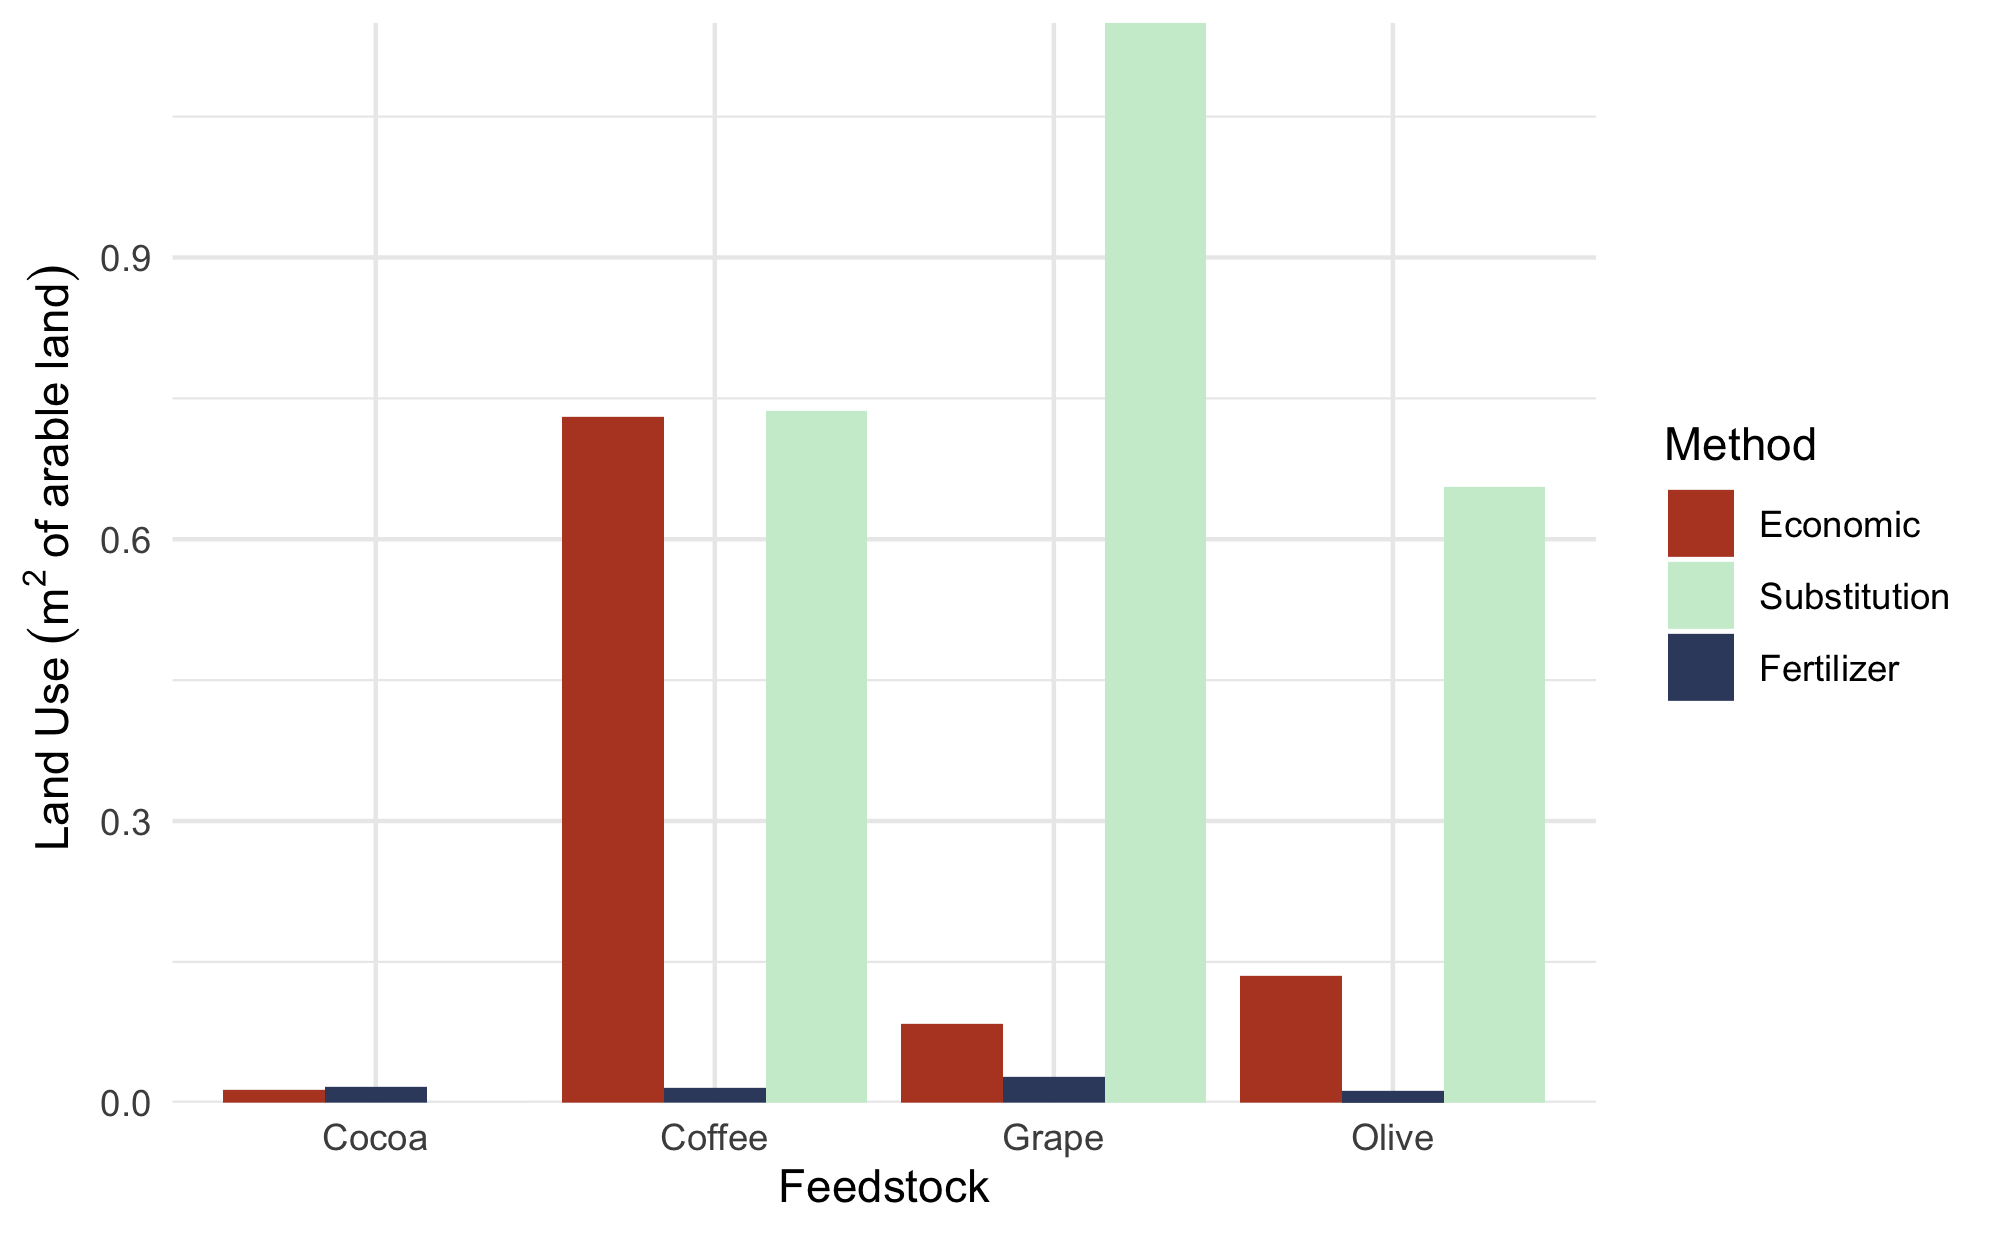 Land Use (m² of arable land)
0.9
0.6
0.3
0.0
Cocoa
Coffee
Grape
Olive
Feedstock
Method
Economic
Substitution
Fertilizer